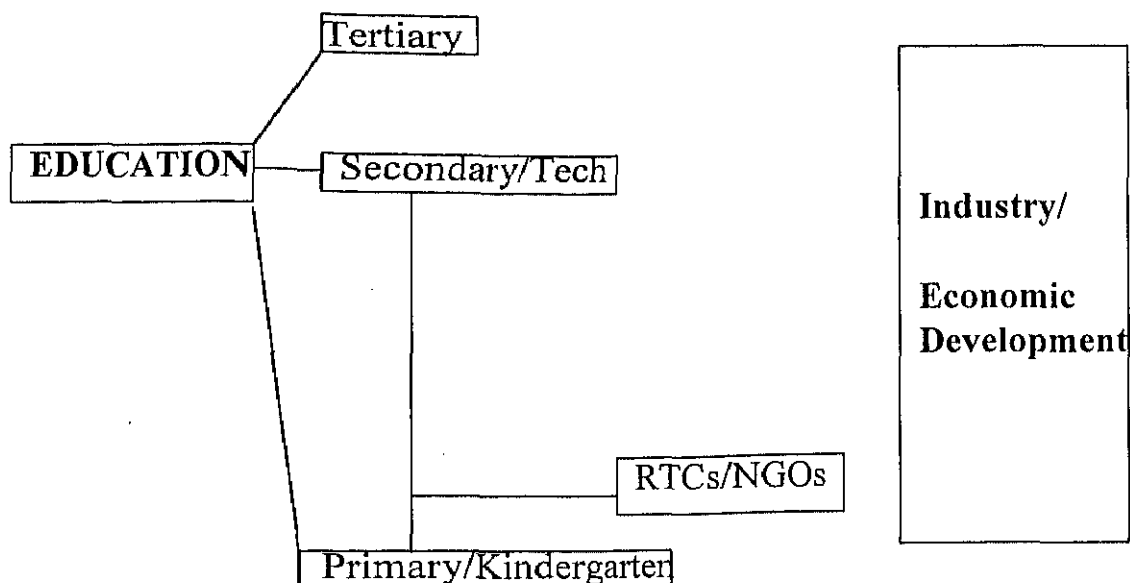 Tertiary
EDUCATION
Secondary/Tech
Industry/
Economic
Development
RTCs/NGOs
Primary/Kindergarten